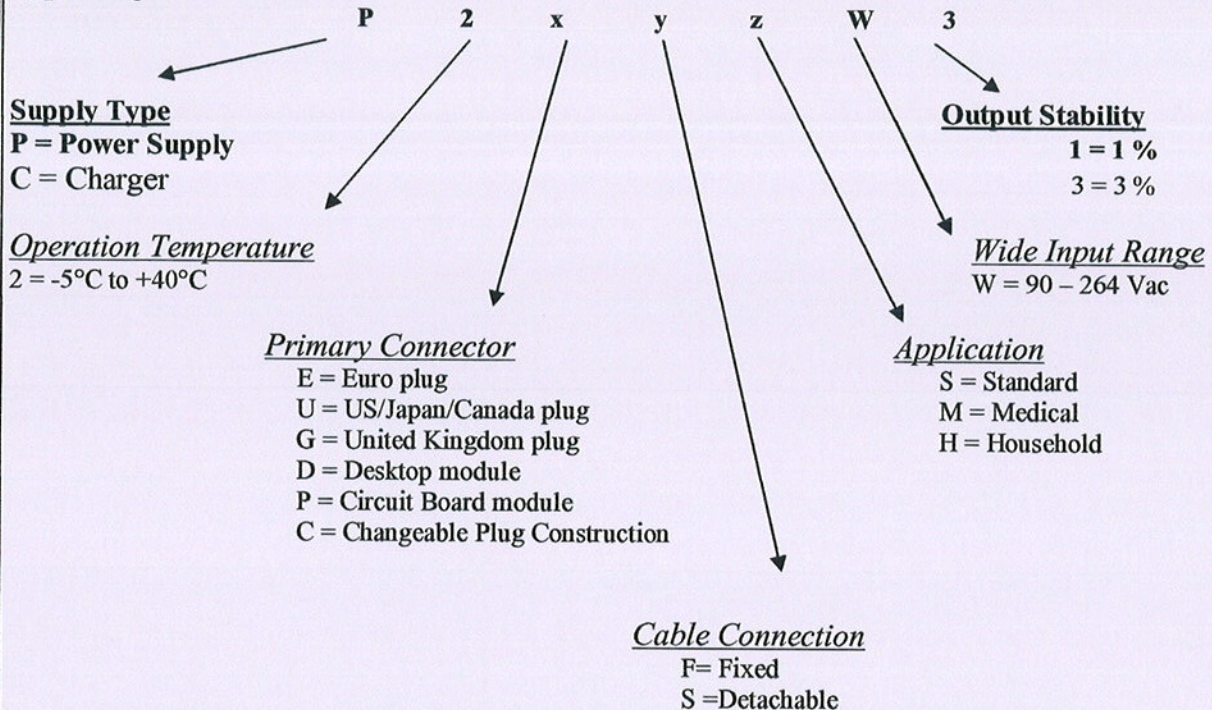 P 2 x y z W 3
Supply Type
P = Power Supply
C = Charger
Output Stability
1 = 1 %
3 = 3 %
Operation Temperature
2 = -5°C to +40°C
Wide Input Range
W = 90 – 264 Vac
Primary Connector
E = Euro plug
U = US/Japan/Canada plug
G = United Kingdom plug
D = Desktop module
P = Circuit Board module
C = Changeable Plug Construction
Application
S = Standard
M = Medical
H = Household
Cable Connection
F= Fixed
S =Detachable